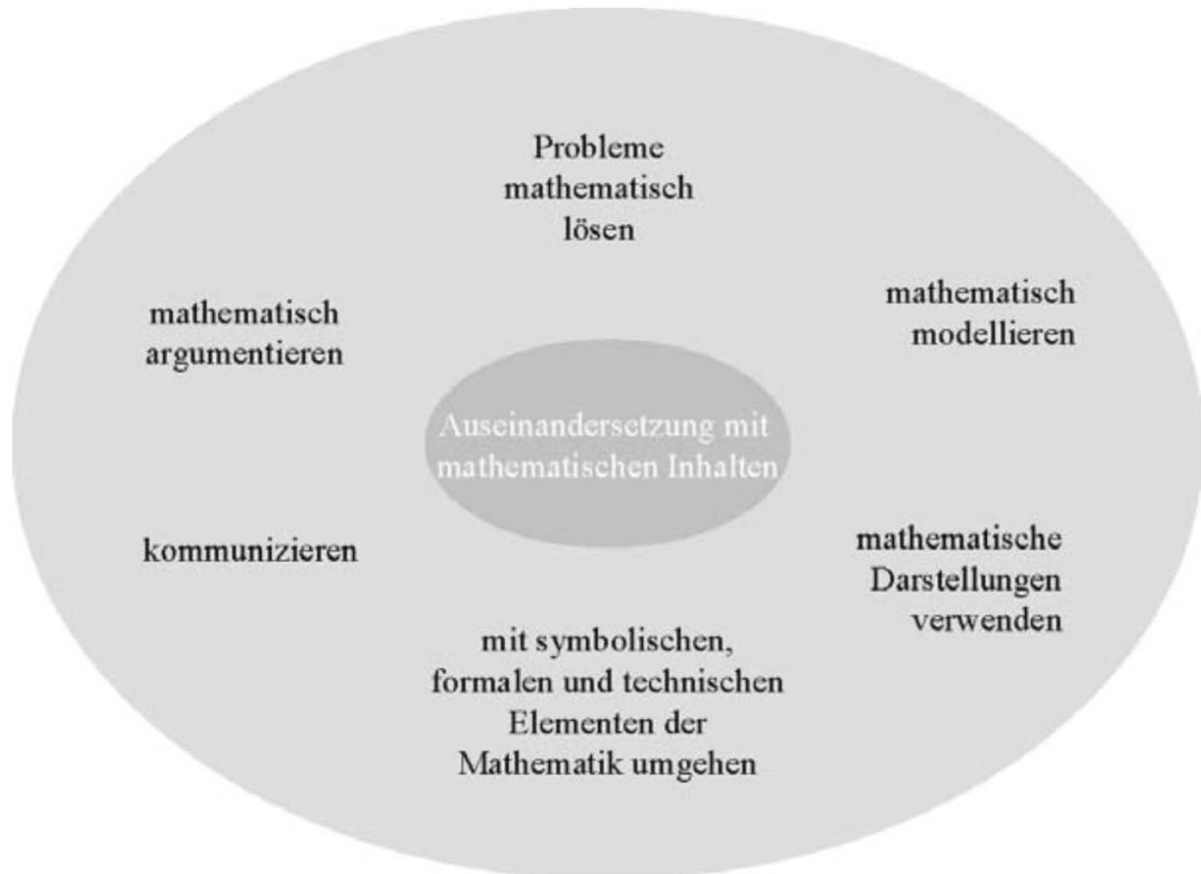 Probleme
mathematisch
lösen
mathematisch
argumentieren
mathematisch
modellieren
Auseinandersetzung mit
mathematischen Inhalten
kommunizieren
mathematische
Darstellungen
verwenden
mit symbolischen,
formalen und technischen
Elementen der
Mathematik umgehen